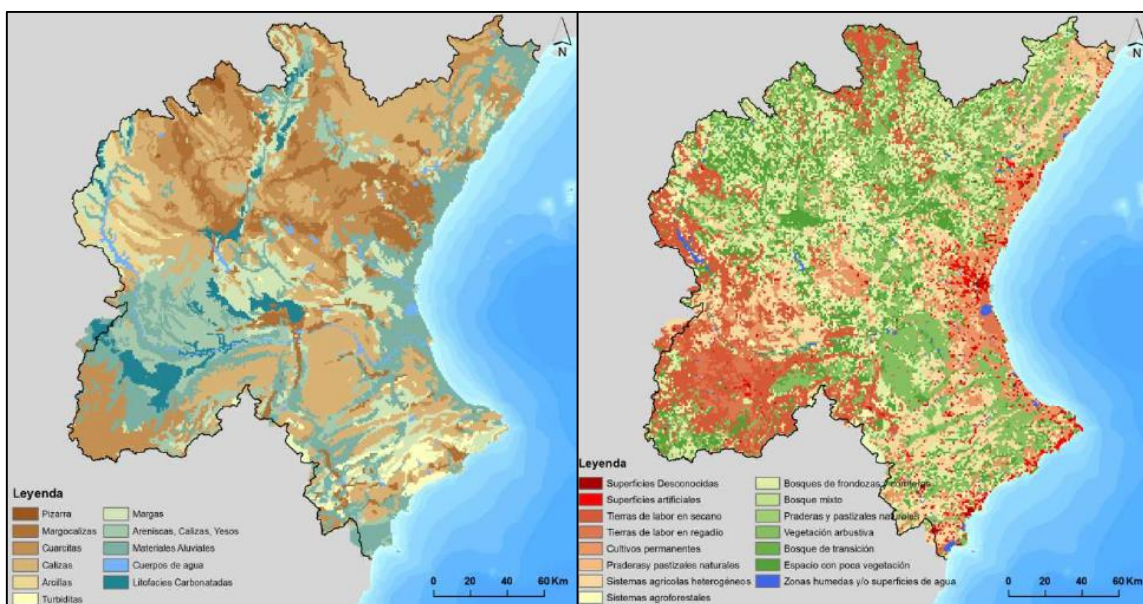 N
Leyenda
Pizarra
Margocalizas
Cuarcitas
Calizas
Arcillas
Turbiditas
Margas
Areniscas, Calizas, Yesos
Materiales Aluviales
Cuerpos de agua
Litofacies Carbonatadas
0 20 40 60 Km
N
Leyenda
Superficies Desconocidas
Superficies artificiales
Tierras de labor en secano
Tierras de labor en regadío
Cultivos permanentes
Praderasy pastizales naturales
Sistemas agrícolas heterogéneos
Sistemas agroforestales
Bosques de frondozas y
Bosque mixto
Praderas y pastizales naturales
Vegetación arbustiva
Bosque de transición
Espacio con poca vegetación
Zonas humedas y/o superficies de agua
0 20 40 60 Km